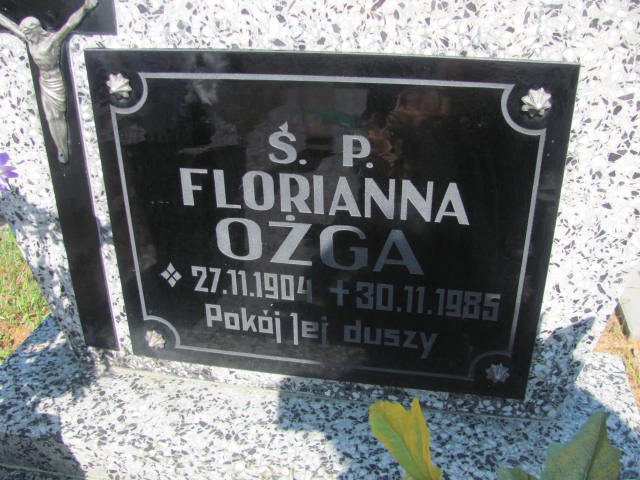 Ś. P.
FLORIANNA
OŻGA
27.11.1904 + 30.11.1985
Pokój Jej duszy